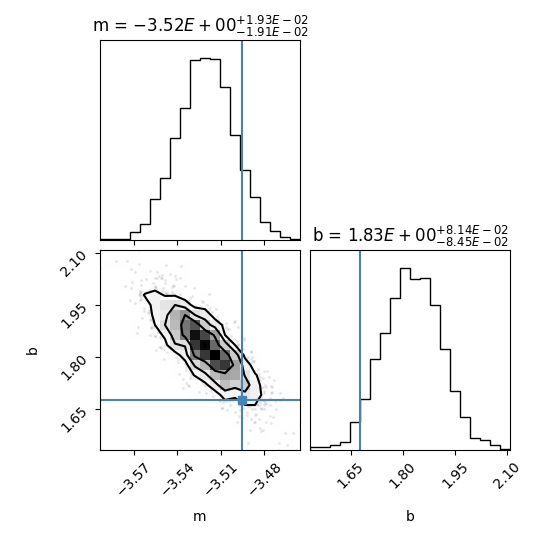 m = −3.52E + 00 +1.93E − 02 −1.91E − 02
b = 1.83E + 00 +8.14E − 02 −8.45E − 02
2.10
1.95
1.80
1.65
b
−3.57 −3.54 −3.51 −3.48
1.65 1.80 1.95 2.10
m
b